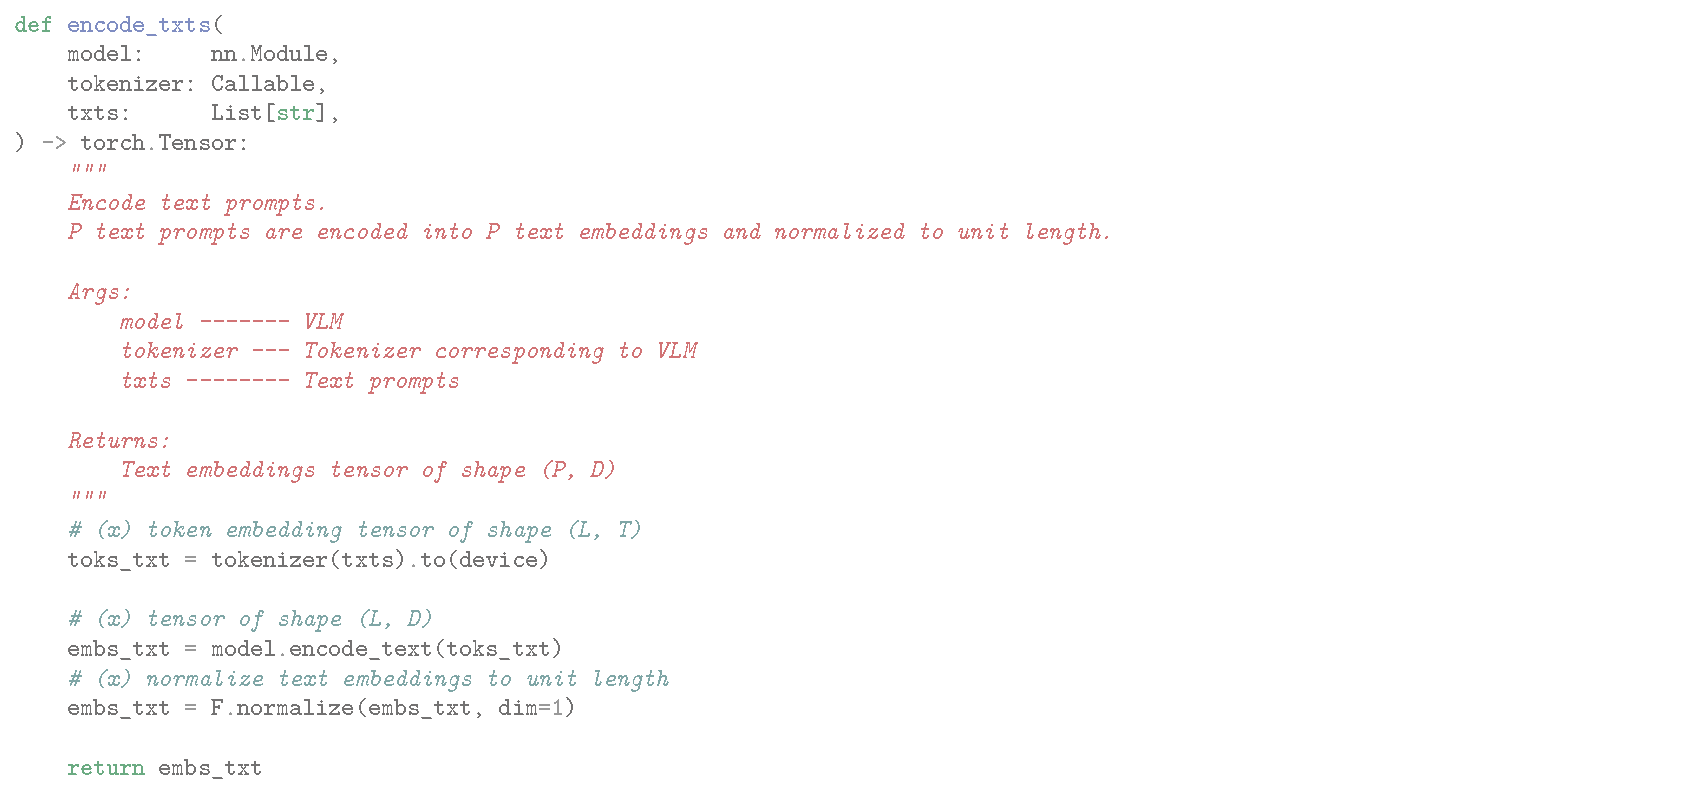 def encode_txts(
    model:     nn.Module,
    tokenizer: Callable,
    txts:      List[str],
) -> torch.Tensor:
    """
    Encode text prompts.
    P text prompts are encoded into P text embeddings and normalized to unit length.

    Args:
        model ------- VLM
        tokenizer --- Tokenizer corresponding to VLM
        txts -------- Text prompts

    Returns:
        Text embeddings tensor of shape (P, D)
    """
    # (x) token embedding tensor of shape (L, T)
    toks_txt = tokenizer(txts).to(device)

    # (x) tensor of shape (L, D)
    embs_txt = model.encode_text(toks_txt)
    # (x) normalize text embeddings to unit length
    embs_txt = F.normalize(embs_txt, dim=1)

    return embs_txt